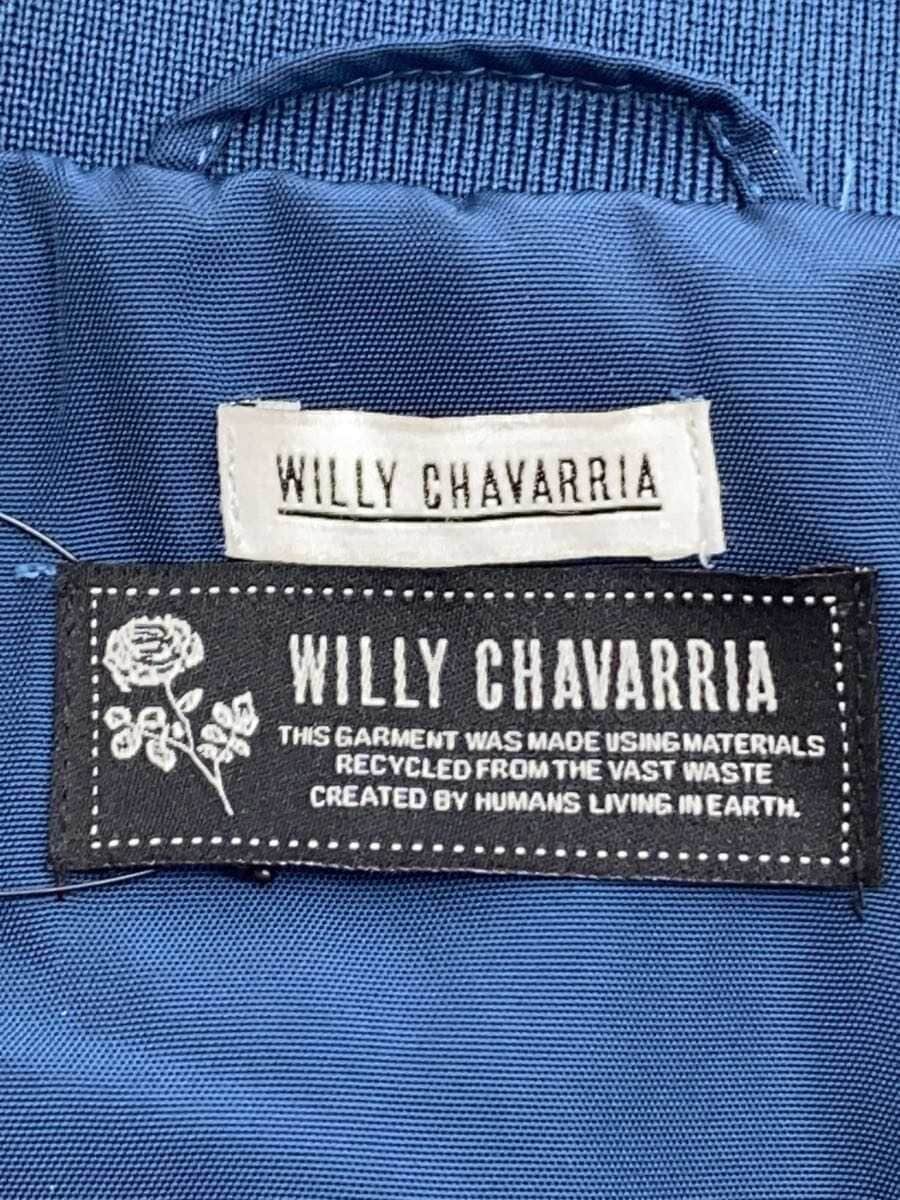 WILLY CHAVARRIA
WILLY CHAVARRIA
THIS GARMENT WAS MADE USING MATERIALS
RECYCLED FROM THE VAST WASTE
CREATED BY HUMANS LIVING IN EARTH.